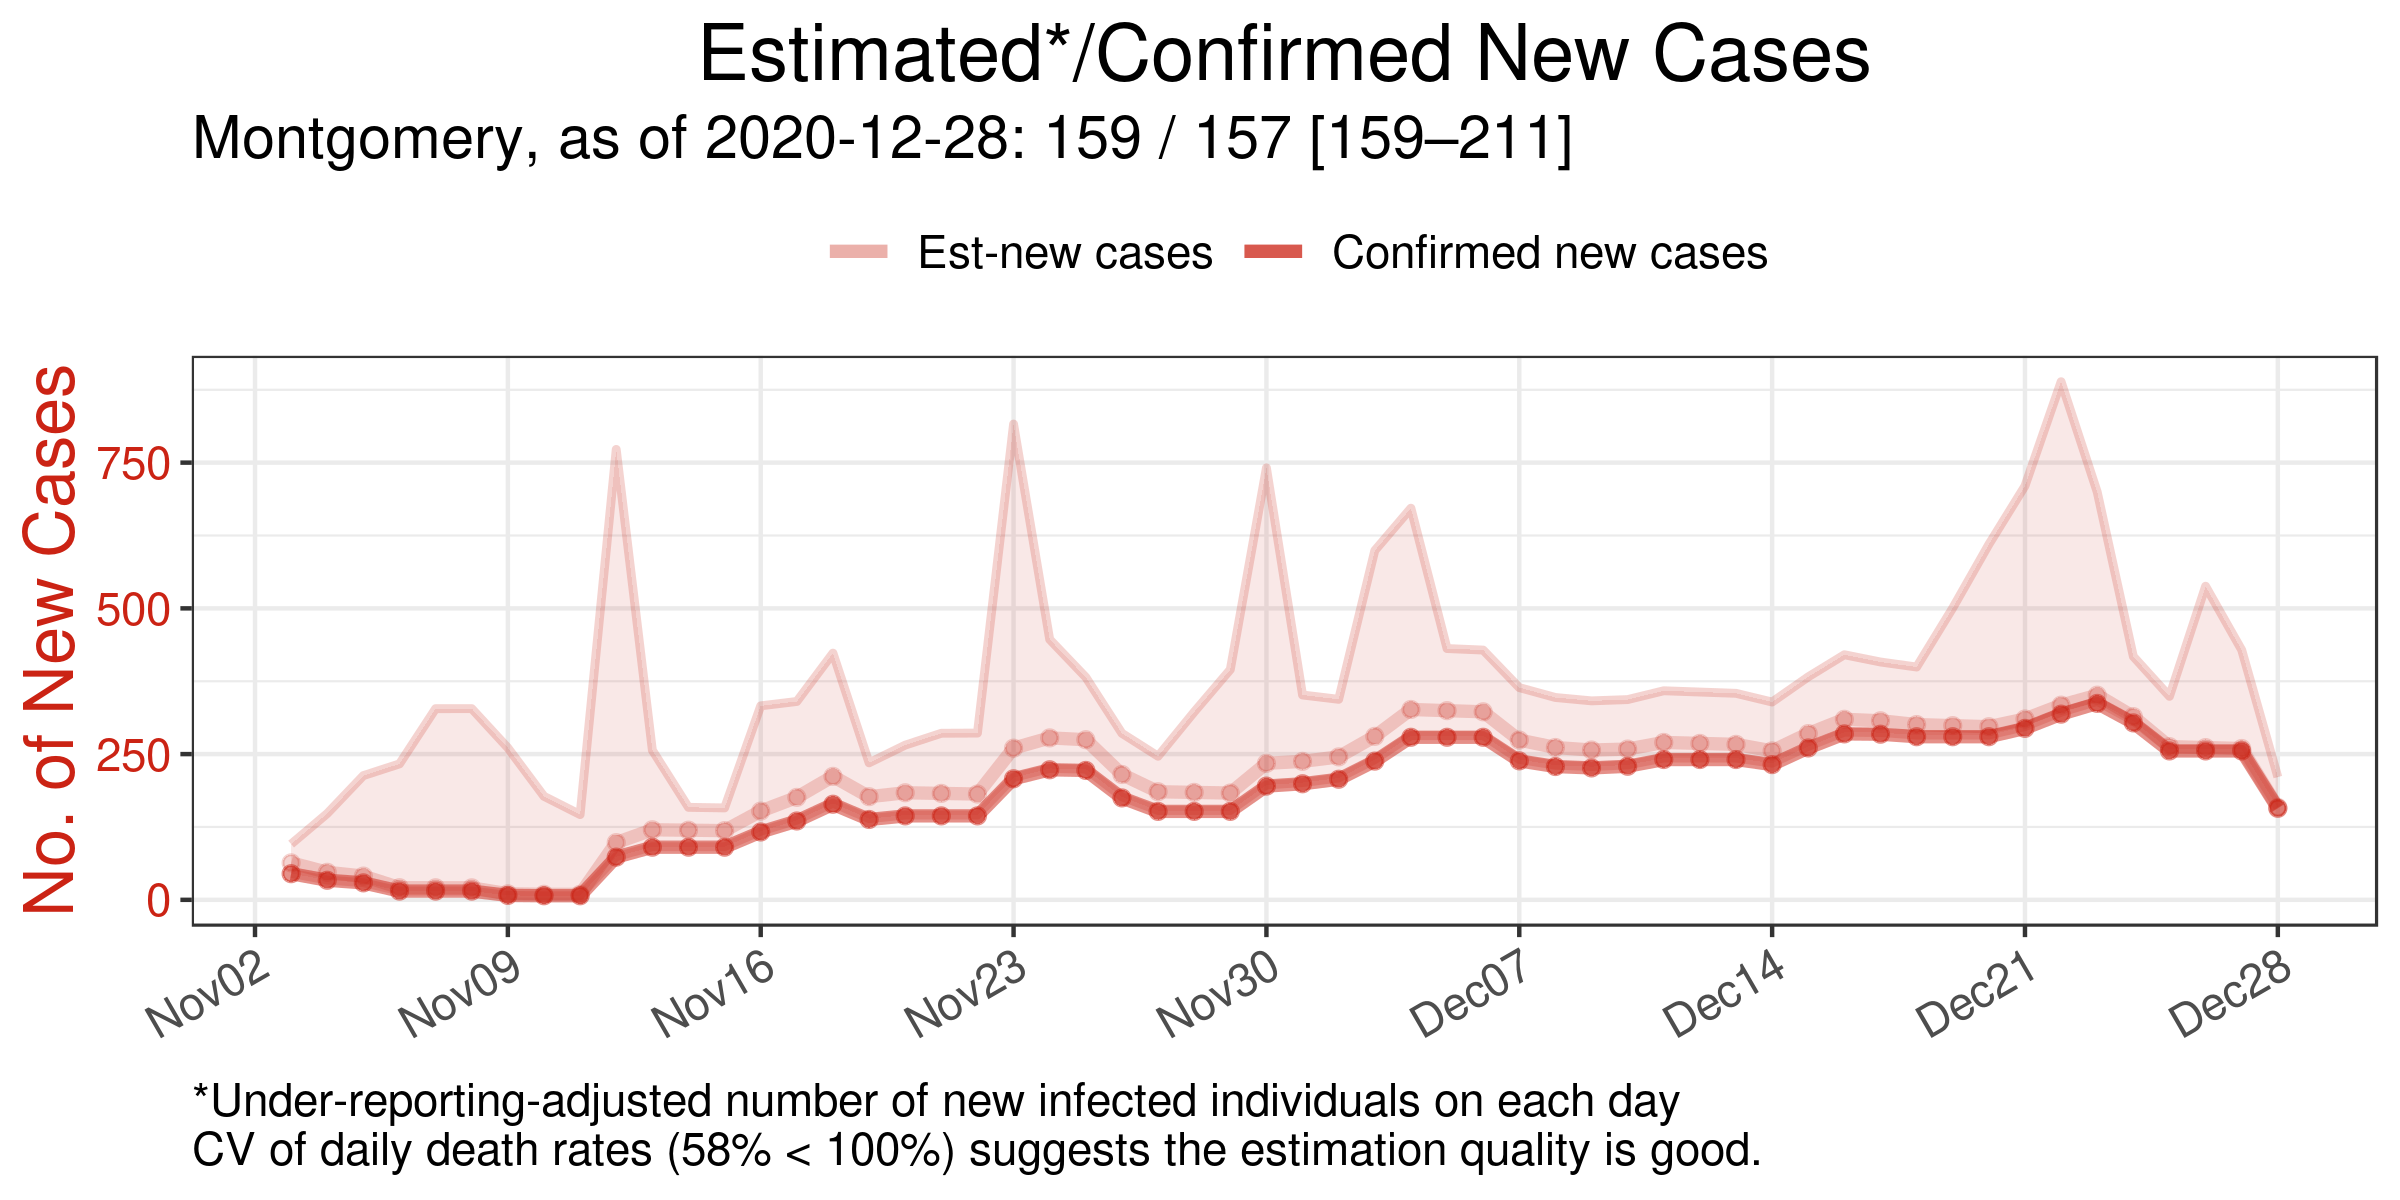 Estimated*/Confirmed New Cases
Montgomery, as of 2020-12-28: 159 / 157 [159–211]
Est-new cases
Confirmed new cases
No. of New Cases
750
500
250
0
Nov02
Nov09
Nov16
Nov23
Nov30
Dec07
Dec14
Dec21
Dec28
*Under-reporting-adjusted number of new infected individuals on each day
CV of daily death rates (58% < 100%) suggests the estimation quality is good.